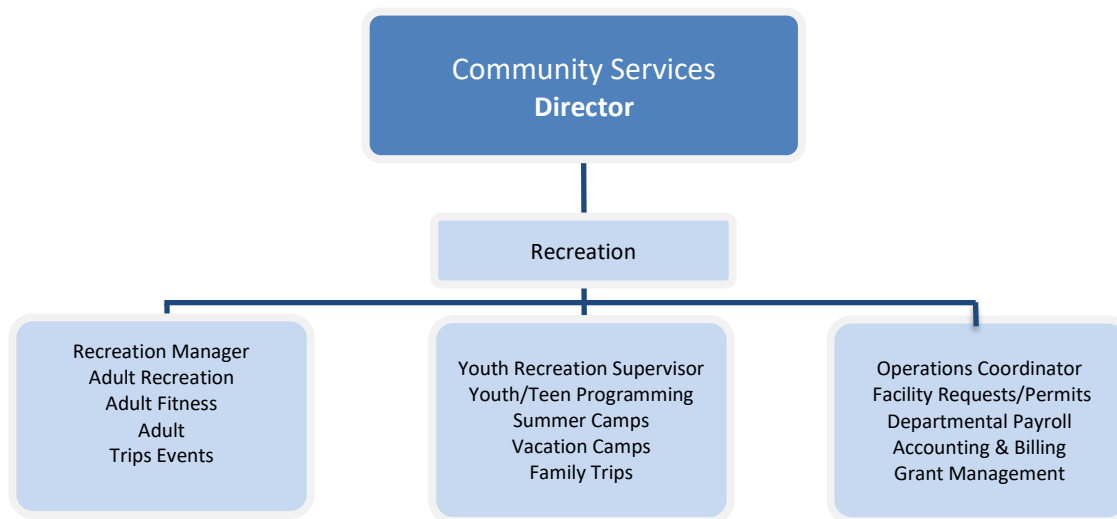 Community Services
Director
Recreation
Recreation Manager
Adult Recreation
Adult Fitness
Adult
Trips Events
Youth Recreation Supervisor
Youth/Teen Programming
Summer Camps
Vacation Camps
Family Trips
Operations Coordinator
Facility Requests/Permits
Departmental Payroll
Accounting & Billing
Grant Management